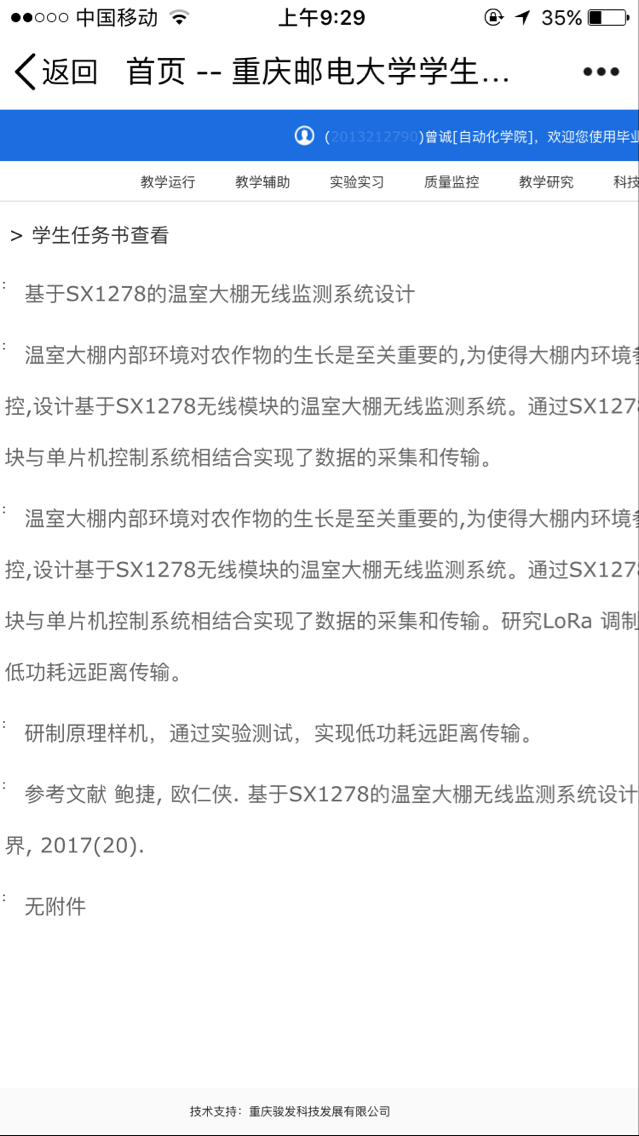 中国移动 上午9:29 35%
返回 首页 -- 重庆邮电大学学生...
(2013212790)曾诚[自动化学院]，欢迎您使用毕业
教学运行 教学辅助 实验实习 质量监控 教学研究 科技
> 学生任务书查看
: 基于SX1278的温室大棚无线监测系统设计
: 温室大棚内部环境对农作物的生长是至关重要的,为使得大棚内环境
控,设计基于SX1278无线模块的温室大棚无线监测系统。通过SX127
块与单片机控制系统相结合实现了数据的采集和传输。
: 温室大棚内部环境对农作物的生长是至关重要的,为使得大棚内环境
控,设计基于SX1278无线模块的温室大棚无线监测系统。通过SX127
块与单片机控制系统相结合实现了数据的采集和传输。研究LoRa 调制
低功耗远距离传输。
: 研制原理样机，通过实验测试，实现低功耗远距离传输。
: 参考文献 鲍捷, 欧仁侠. 基于SX1278的温室大棚无线监测系统设计
界, 2017(20).
: 无附件
技术支持：重庆骏发科技发展有限公司